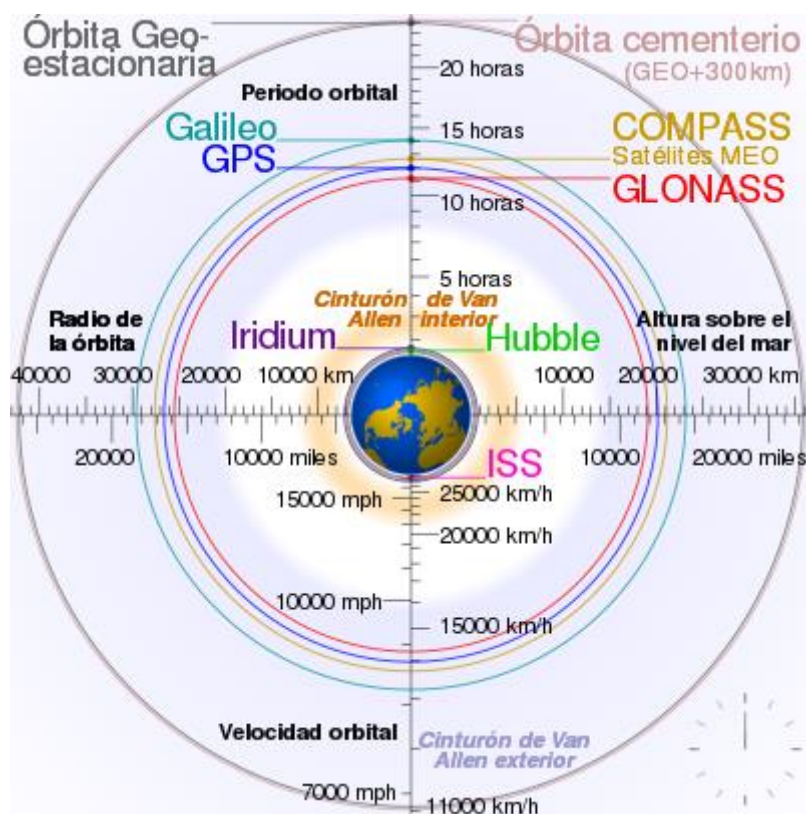 Órbita Geo-
estacionaria
Órbita cementerio
(GEO+300km)
20 horas
Periodo orbital
Galileo
15 horas
COMPASS
GPS
Satélites MEO
GLONASS
10 horas
5 horas
Cinturón de Van
Allen interior
Radio de
la órbita
Iridium
Hubble
Altura sobre el
nivel del mar
40000 30000 20000 10000 km
10000 20000 30000 km
20000 10000 miles
10000 20000 miles
ISS
15000 mph
25000 km/h
20000 km/h
10000 mph
15000 km/h
Velocidad orbital
Cinturón de Van
Allen exterior
7000 mph
11000 km/h